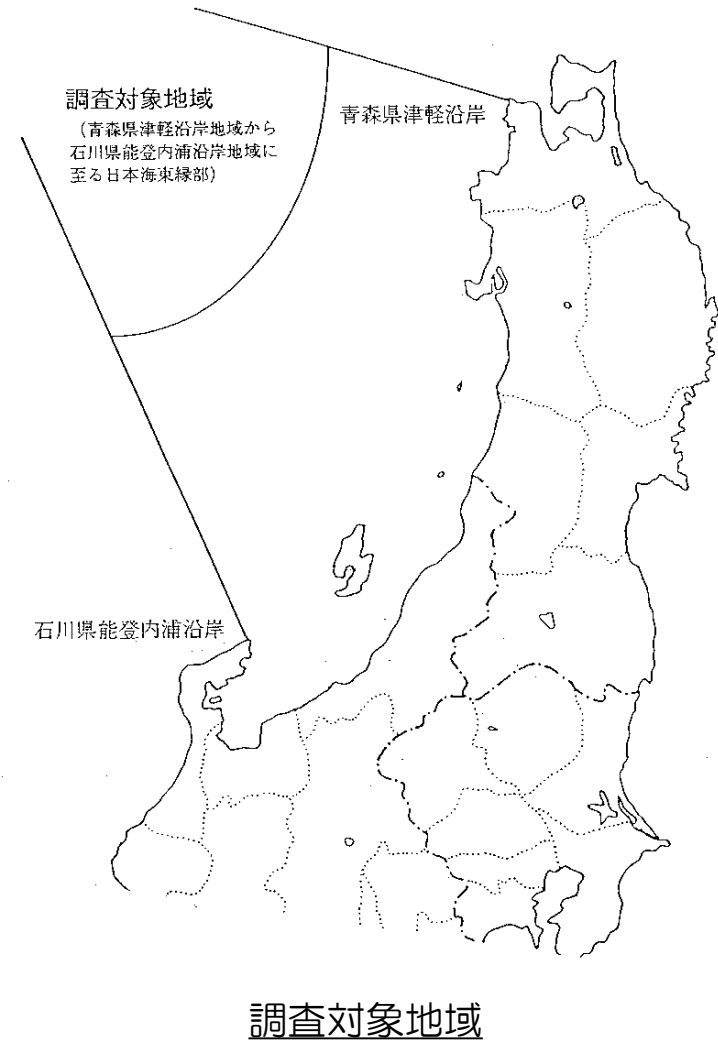 調査対象地域
（青森県津軽沿岸地域から
石川県能登内浦沿岸地域に
至る日本海東縁部）
青森県津軽沿岸
石川県能登内浦沿岸
調査対象地域